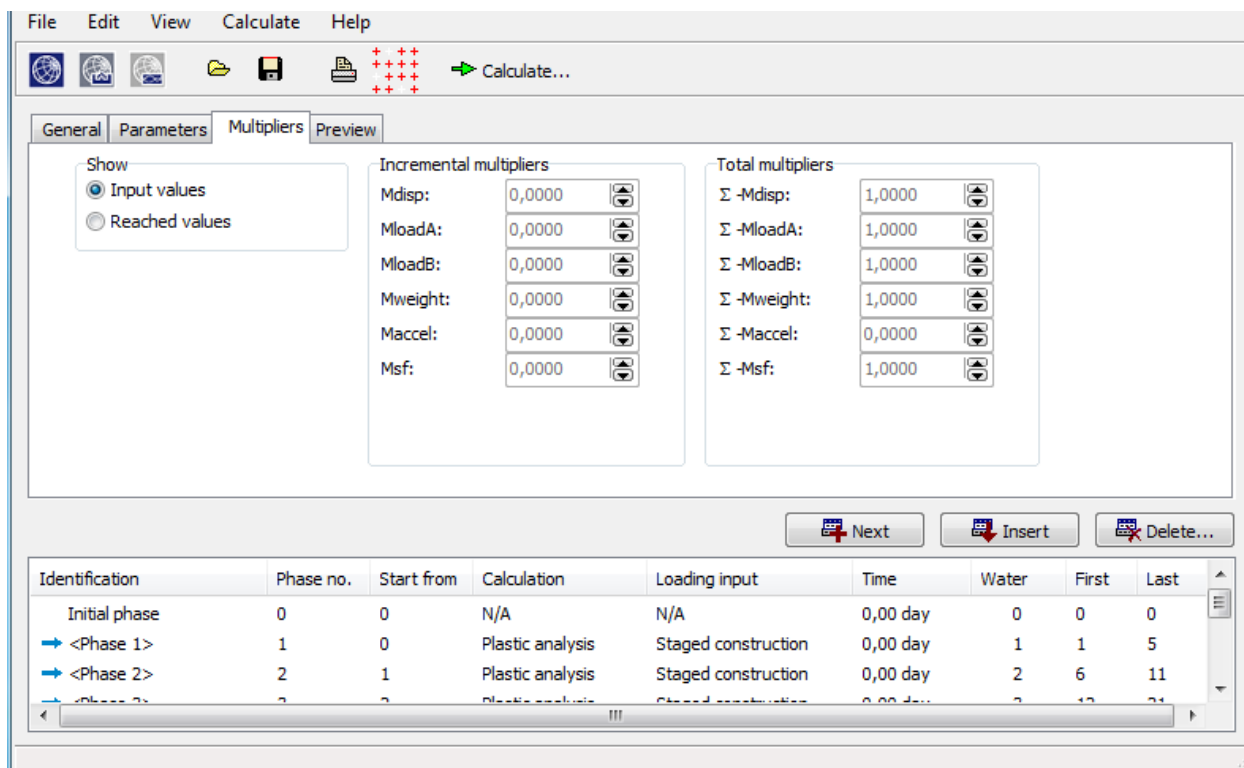 File Edit View Calculate Help
Calculate...
General Parameters Multipliers Preview
Show
Input values
Reached values
Incremental multipliers
Mdisp: 0,0000
MloadA: 0,0000
MloadB: 0,0000
Mweight: 0,0000
Maccel: 0,0000
Msf: 0,0000
Total multipliers
Σ -Mdisp: 1,0000
Σ -MloadA: 1,0000
Σ -MloadB: 1,0000
Σ -Mweight: 1,0000
Σ -Maccel: 0,0000
Σ -Msf: 1,0000
Next Insert Delete...
Identification Phase no. Start from Calculation Loading input Time Water First Last
Initial phase 0 0 N/A N/A 0,00 day 0 0 0
<Phase 1> 1 0 Plastic analysis Staged construction 0,00 day 1 1 5
<Phase 2> 2 1 Plastic analysis Staged construction 0,00 day 2 6 11